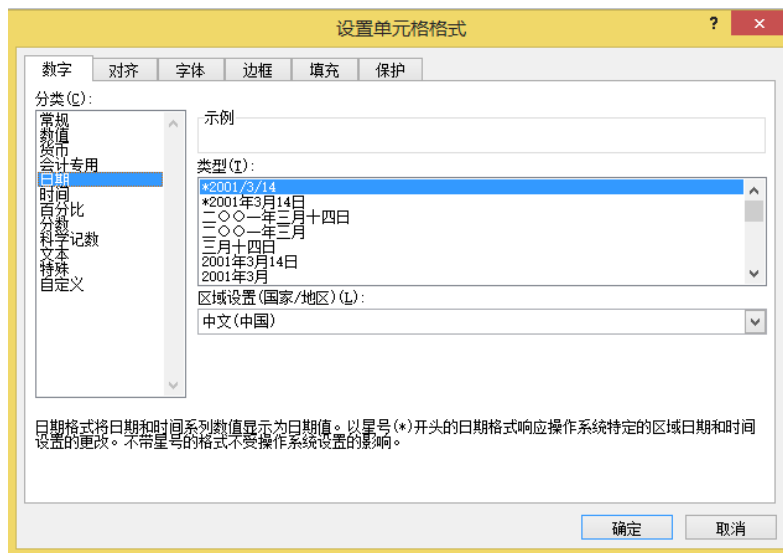 设置单元格格式
?
×
数字 对齐 字体 边框 填充 保护
分类(C):
常规
数值
货币
会计专用
日期
时间
百分比
分数
科学记数
文本
特殊
自定义
示例
类型(T):
*2001/3/14
*2001年3月14日
二〇〇一年三月十四日
二〇〇一年三月
三月十四日
2001年3月14日
2001年3月
区域设置(国家/地区)(L):
中文(中国)
日期格式将日期和时间系列数值显示为日期值。以星号(*)开头的日期格式响应操作系统特定的区域日期和时间
设置的更改。不带星号的格式不受操作系统设置的影响。
确定 取消